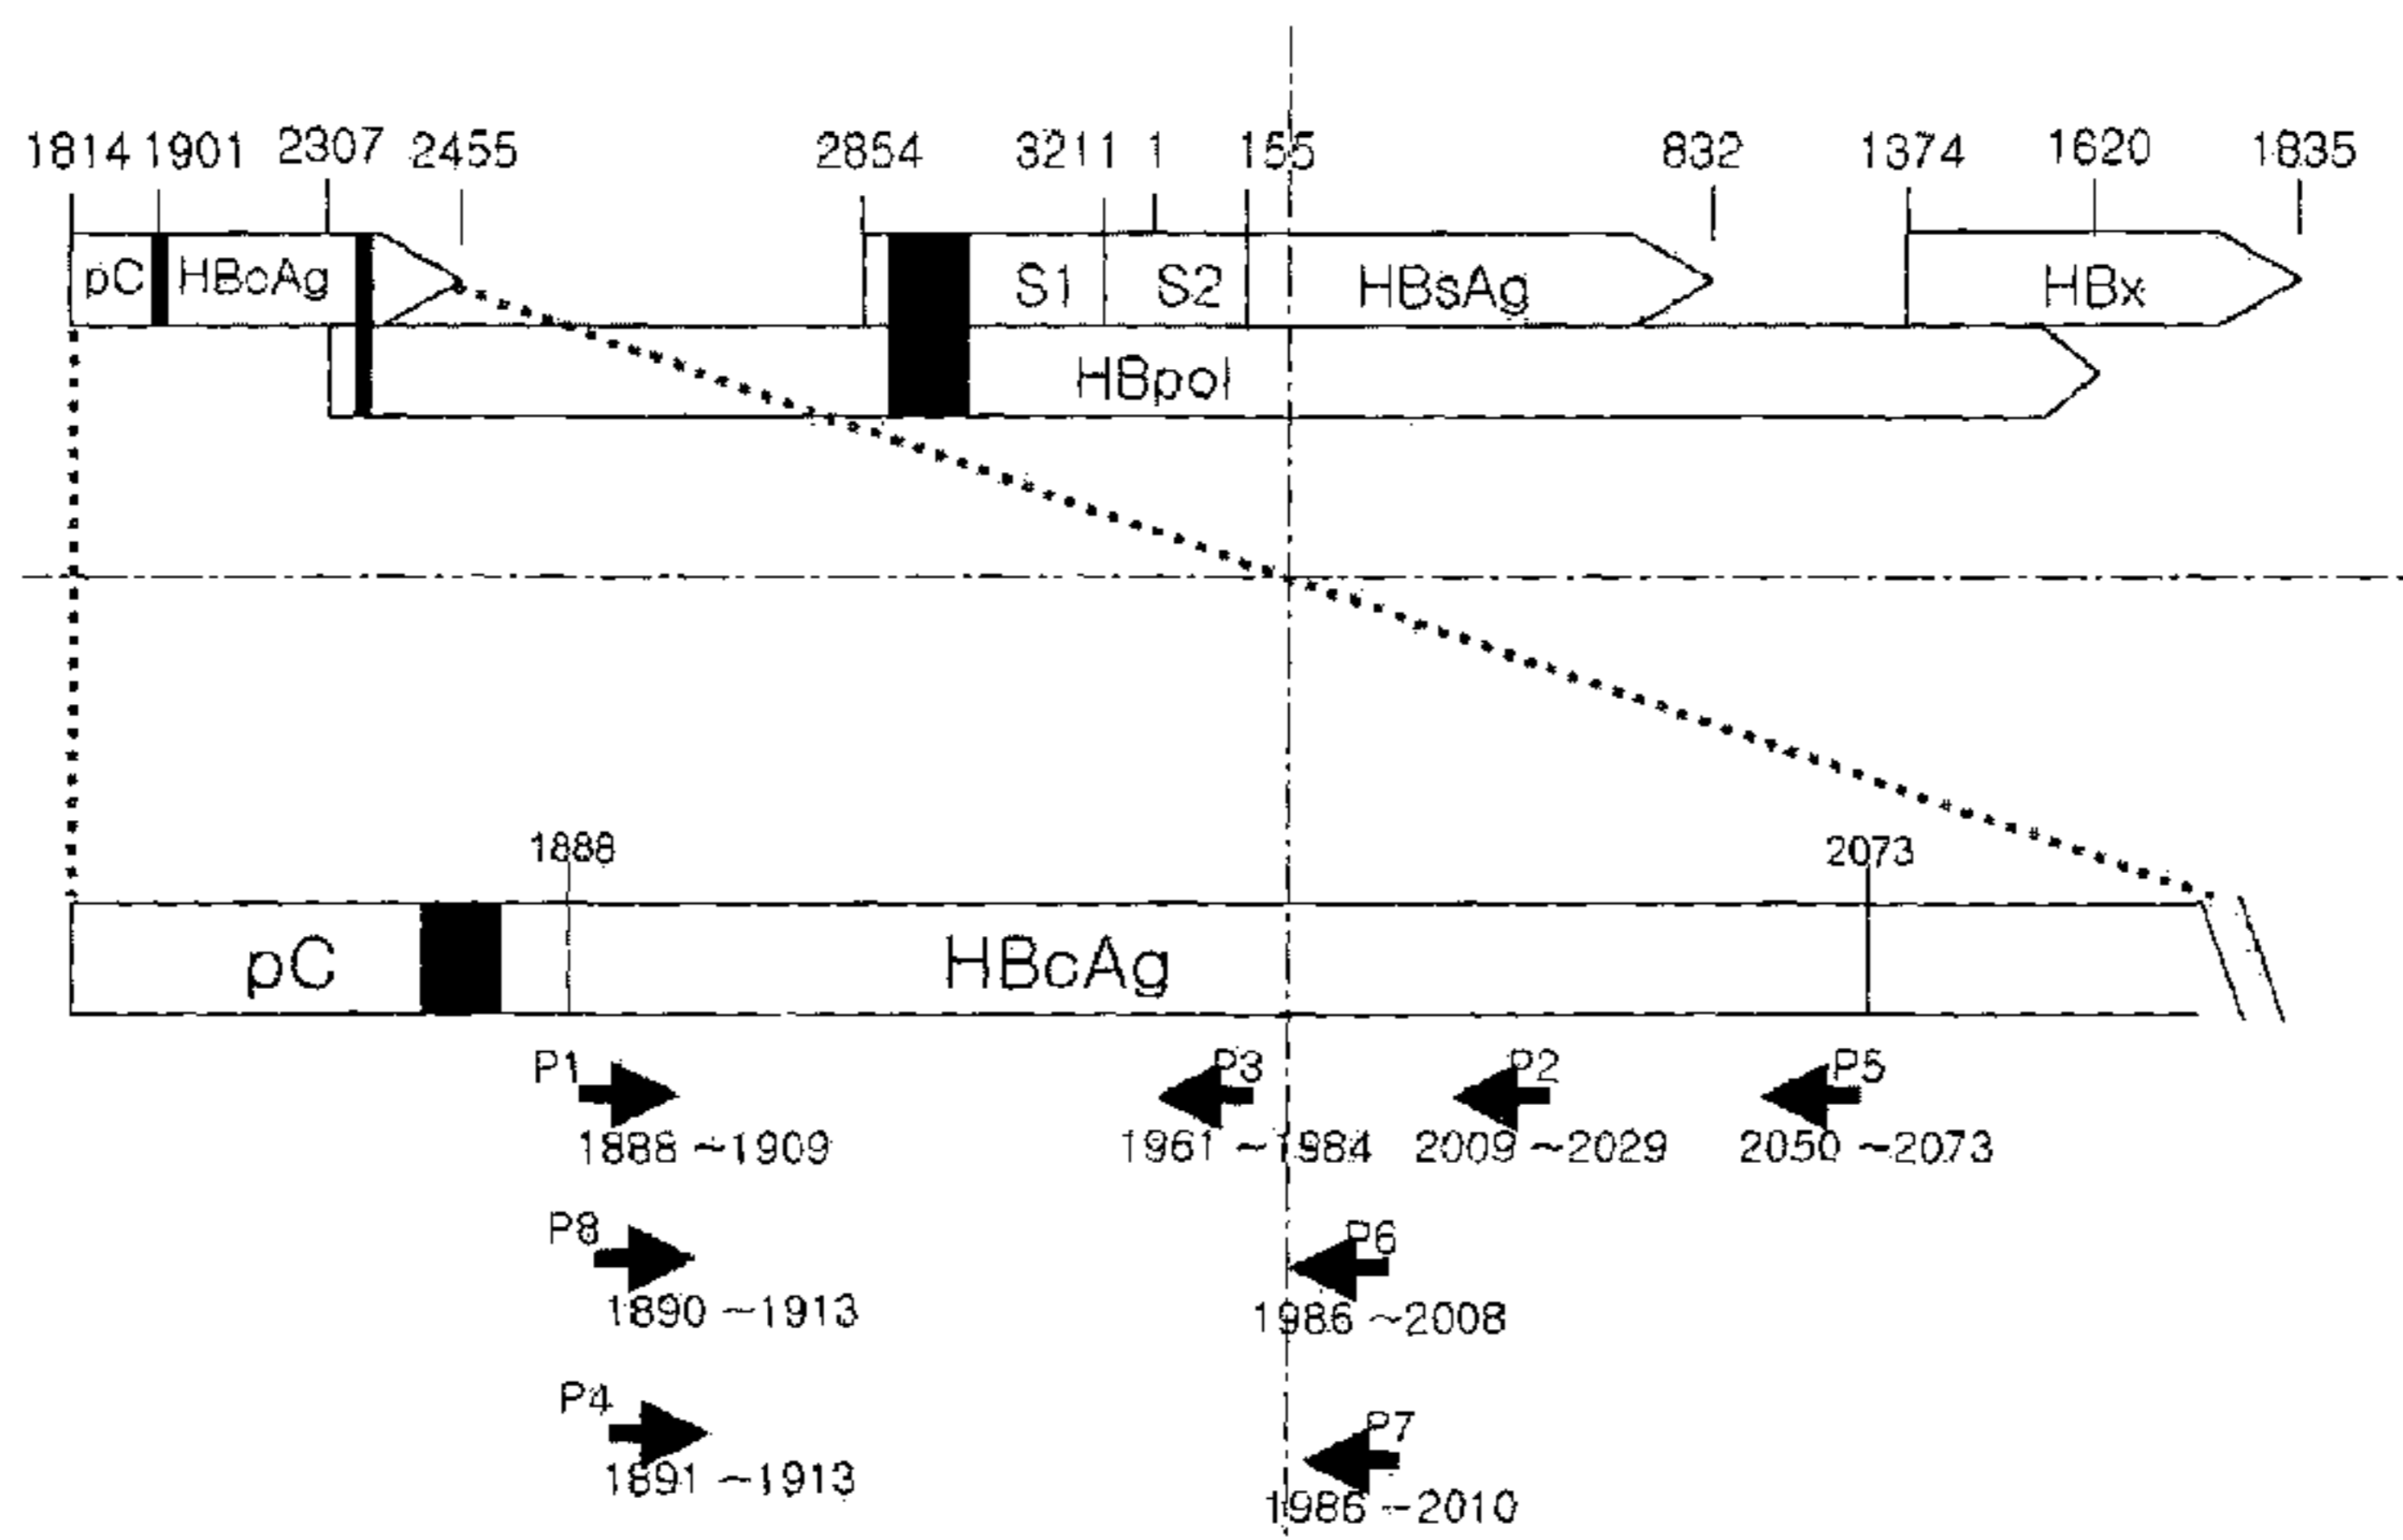 1814 1901 2307 2455 2854 3211 1 155 832 1374 1620 1835
pC HBcAg S1 S2 HBsAg HBx
HBpol
1888 2073
pC HBcAg
P1 P3 P2 P5
1888 ~1909 1961 ~1984 2009 ~2029 2050 ~2073
P8 P6
1890 ~1913 1986 ~2008
P4 P7
1891 ~1913 1986 ~2010